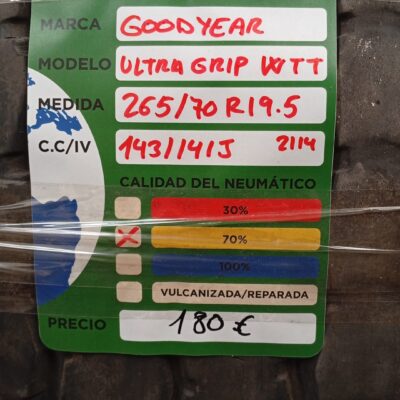 MARCA GOODYEAR
MODELO ULTRA GRIP WTT
MEDIDA 265/70 R19.5
C.C/IV 143/141J 2114
CALIDAD DEL NEUMÁTICO
30%
70%
100%
VULCANIZADA/REPARADA
PRECIO 180 €